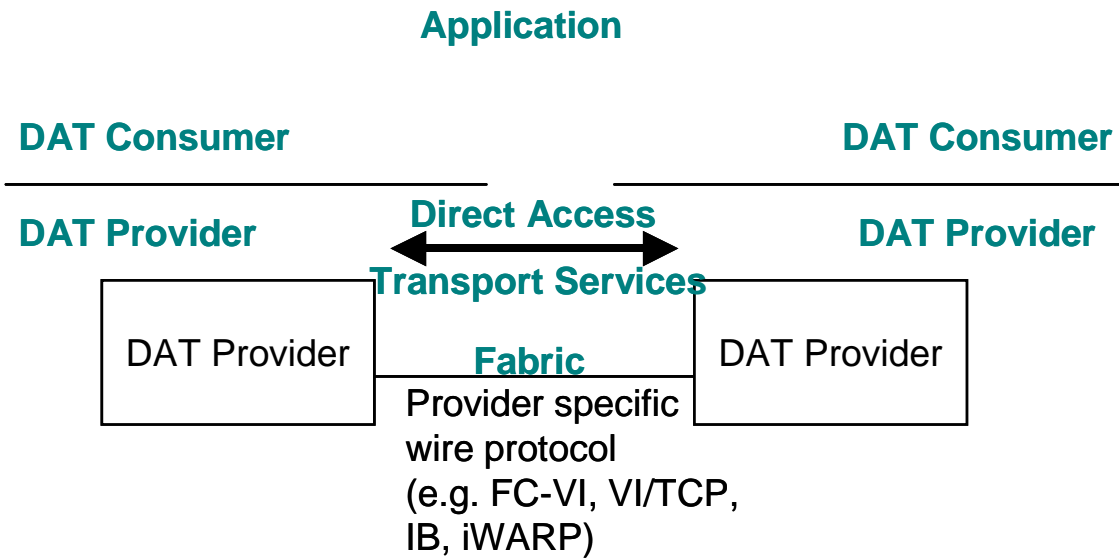 Application
DAT Consumer
DAT Consumer
DAT Provider
Direct Access
DAT Provider
Transport Services
DAT Provider
Fabric
DAT Provider
Provider specific
wire protocol
(e.g. FC-VI, VI/TCP,
IB, iWARP)